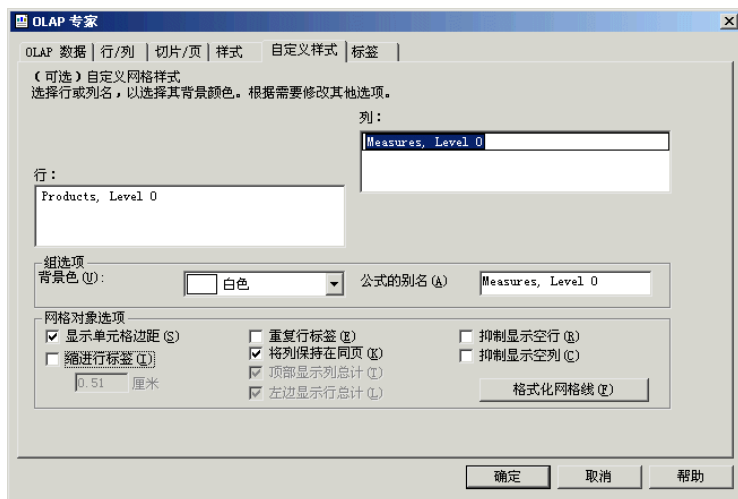 OLAP 专家
OLAP 数据 行/列 切片/页 样式 自定义样式 标签
(可选)自定义网格样式
选择行或列名,以选择其背景颜色。根据需要修改其他选项。
列:
Measures, Level 0
行:
Products, Level 0
组选项
背景色(U): 白色 公式的别名(A) Measures, Level 0
网格对象选项
显示单元格边距(S) 重复行标签(E) 抑制显示空行(R)
缩进行标签(I) 将列保持在同页(K) 抑制显示空列(C)
0.51 厘米 顶部显示列总计(T)
左边显示行总计(L) 格式化网格线(F)
确定 取消 帮助